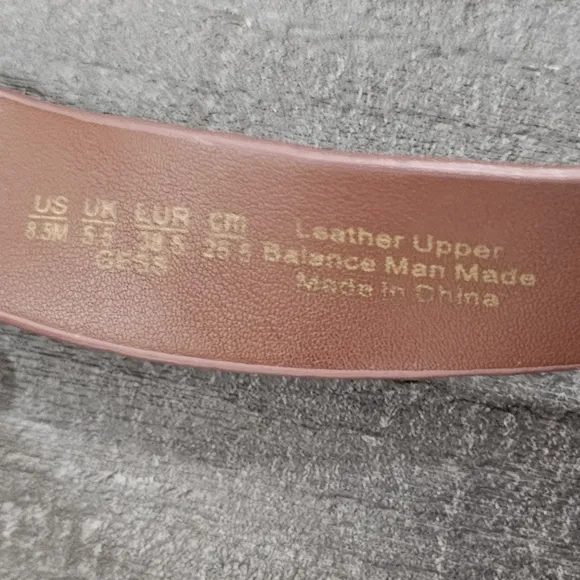 US UK EUR cm
8.5M 5.5 38.5 25.5
Leather Upper
Balance Man Made
Made in China